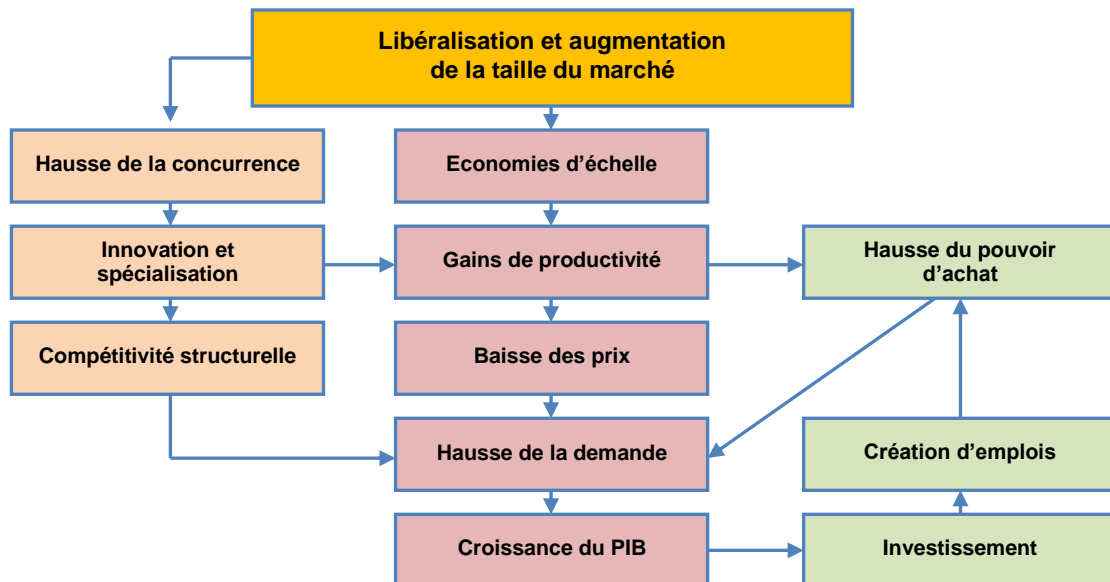 Libéralisation et augmentation
de la taille du marché
Hausse de la concurrence
Economies d’échelle
Innovation et
spécialisation
Gains de productivité
Hausse du pouvoir
d’achat
Compétitivité structurelle
Baisse des prix
Hausse de la demande
Création d’emplois
Croissance du PIB
Investissement